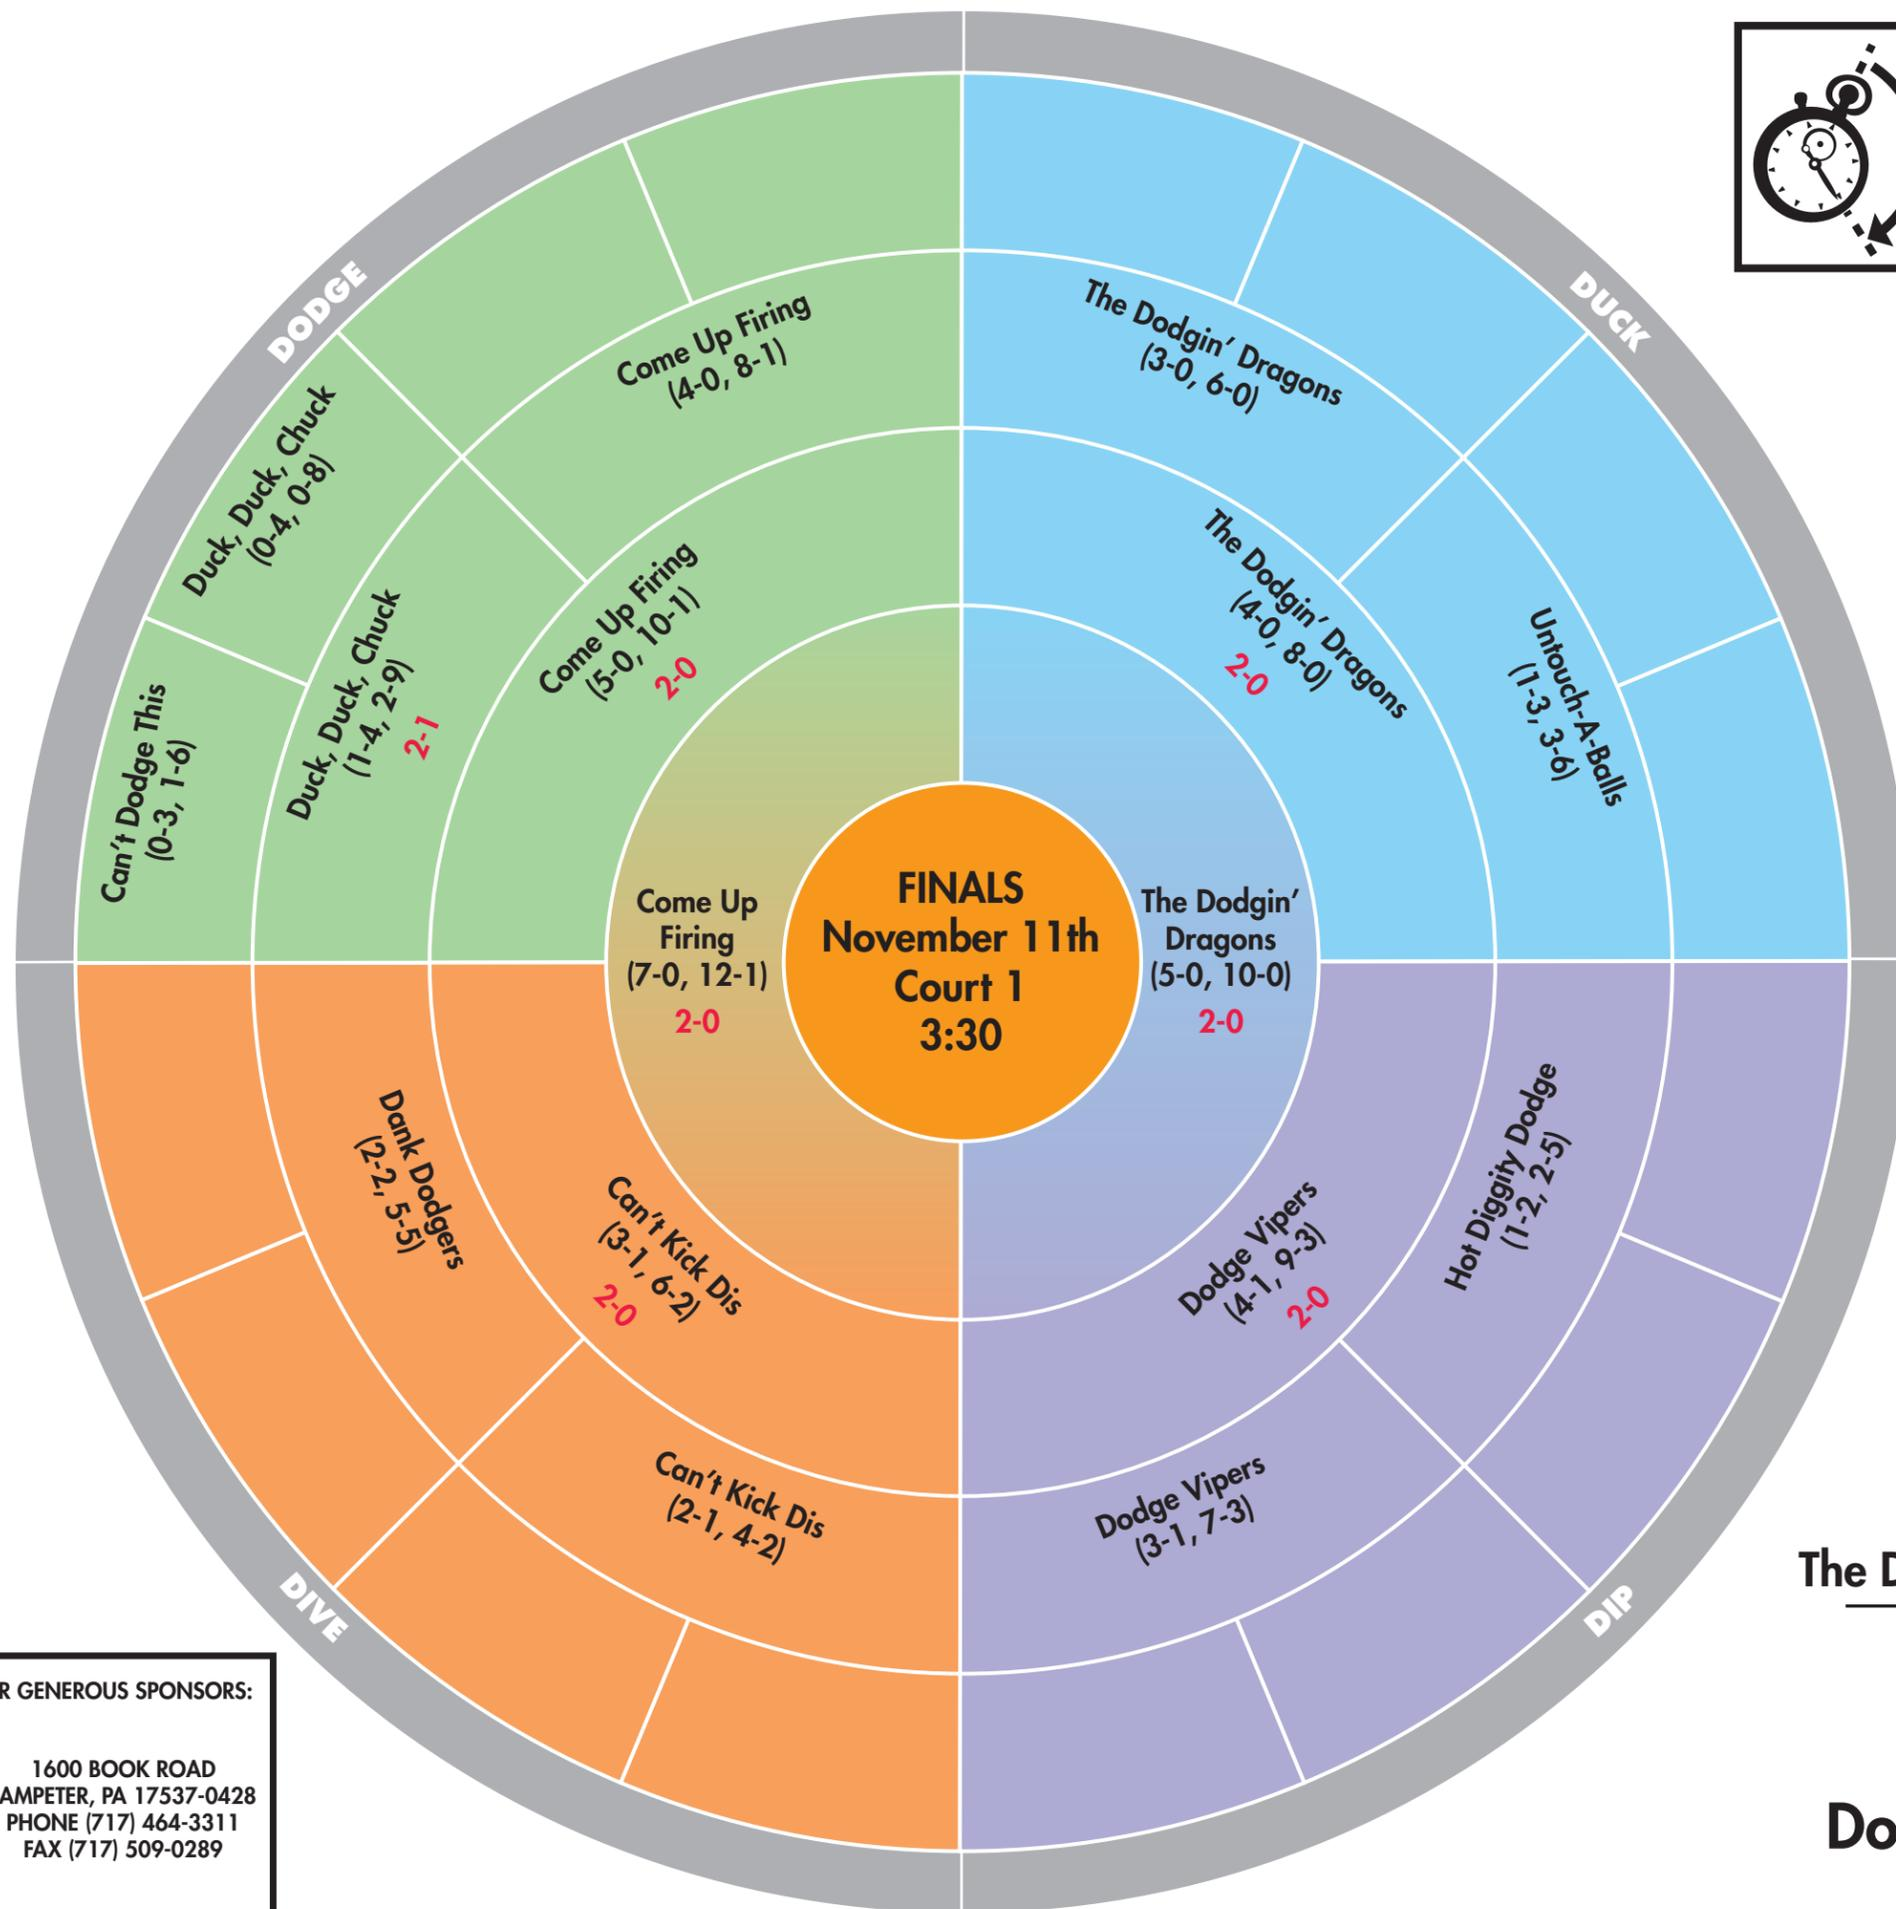 DODGE
DUCK
Come Up Firing
(4-0, 8-1)
The Dodgin' Dragons
(3-0, 6-0)
Duck, Duck, Chuck
(0-4, 0-8)
Can't Dodge This
(0-3, 1-6)
Duck, Duck, Chuck
(1-4, 2-9)
2-1
Come Up Firing
(5-0, 10-1)
2-0
The Dodgin' Dragons
(4-0, 8-0)
2-0
Untouch-A-Balls
(1-3, 3-6)
Come Up
Firing
(7-0, 12-1)
2-0
FINALS
November 11th
Court 1
3:30
The Dodgin'
Dragons
(5-0, 10-0)
2-0
Dank Dodgers
(2-2, 5-5)
Can't Kick Dis
(3-1, 6-2)
2-0
Dodge Vipers
(4-1, 9-3)
2-0
Hot Diggity Dodge
(1-2, 2-5)
Can't Kick Dis
(2-1, 4-2)
Dodge Vipers
(3-1, 7-3)
DIVE
DIP
The D
Do
R GENEROUS SPONSORS:
1600 BOOK ROAD
AMPETER, PA 17537-0428
PHONE (717) 464-3311
FAX (717) 509-0289